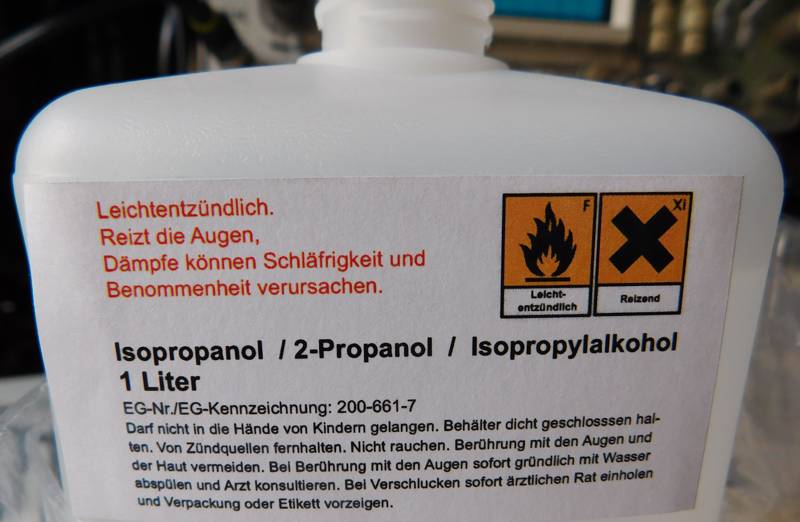 Leichtentzündlich.
Reizt die Augen,
Dämpfe können Schläfrigkeit und
Benommenheit verursachen.
F
Leicht-
entzündlich
Xi
Reizend
Isopropanol / 2-Propanol / Isopropylalkohol
1 Liter
EG-Nr./EG-Kennzeichnung: 200-661-7
Darf nicht in die Hände von Kindern gelangen. Behälter dicht geschlosssen hal-
ten. Von Zündquellen fernhalten. Nicht rauchen. Berührung mit den Augen und
der Haut vermeiden. Bei Berührung mit den Augen sofort gründlich mit Wasser
abspülen und Arzt konsultieren. Bei Verschlucken sofort ärztlichen Rat einholen
und Verpackung oder Etikett vorzeigen.